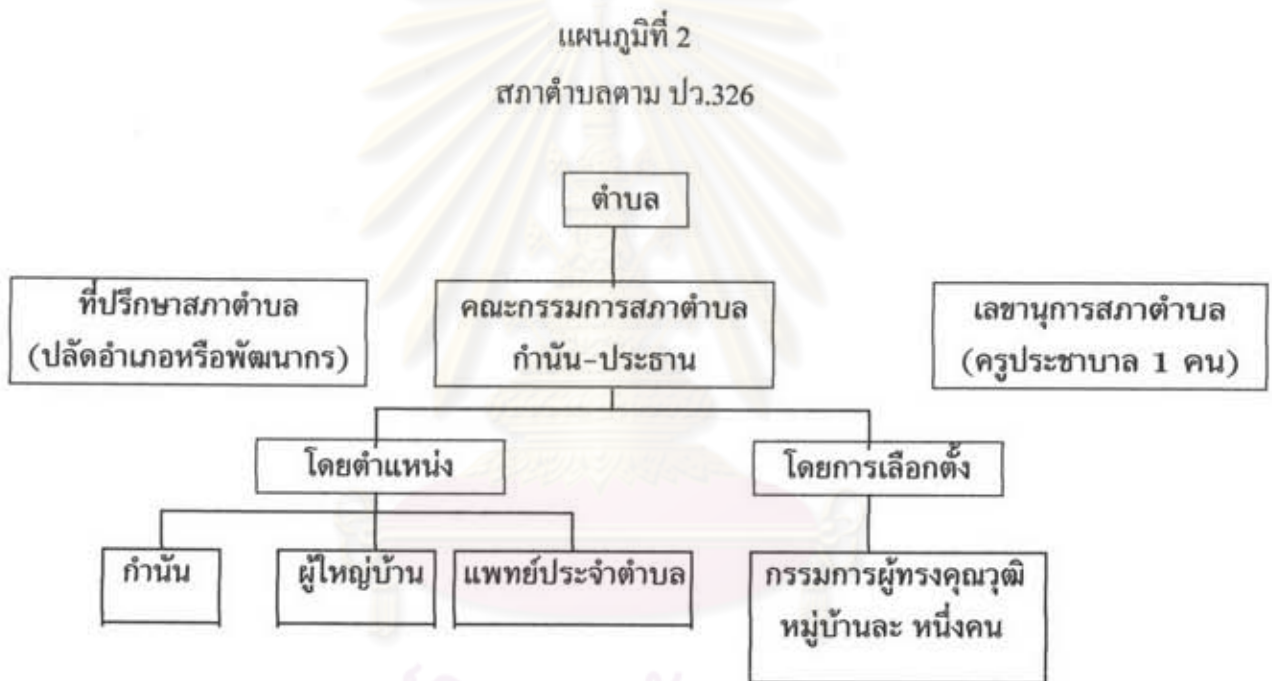 แผนภูมิที่ 2
สภาตำบลตาม ปว.326
ตำบล
ที่ปรึกษาสภาตำบล
(ปลัดอำเภอหรือพัฒนากร)
คณะกรรมการสภาตำบล
กำนัน-ประธาน
เลขานุการสภาตำบล
(ครูประชาบาล 1 คน)
โดยตำแหน่ง
โดยการเลือกตั้ง
กำนัน
ผู้ใหญ่บ้าน
แพทย์ประจำตำบล
กรรมการผู้ทรงคุณวุฒิ
หมู่บ้านละ หนึ่งคน